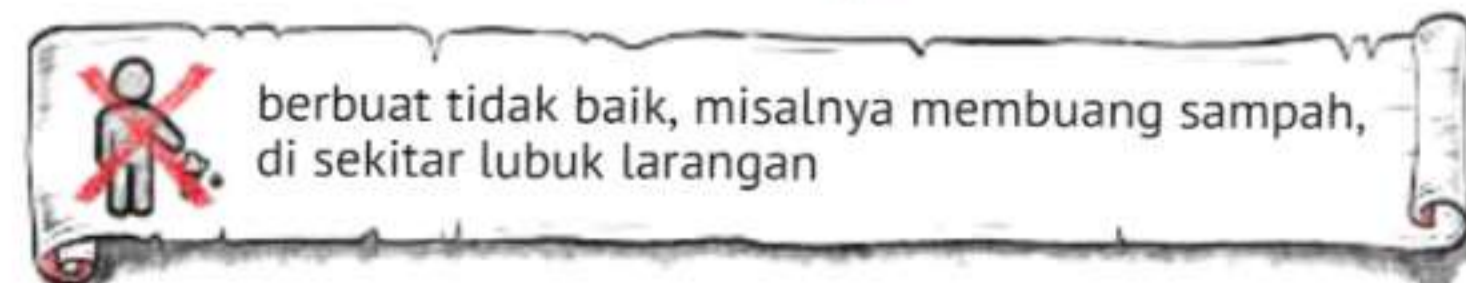 berbuat tidak baik, misalnya membuang sampah,
di sekitar lubuk larangan